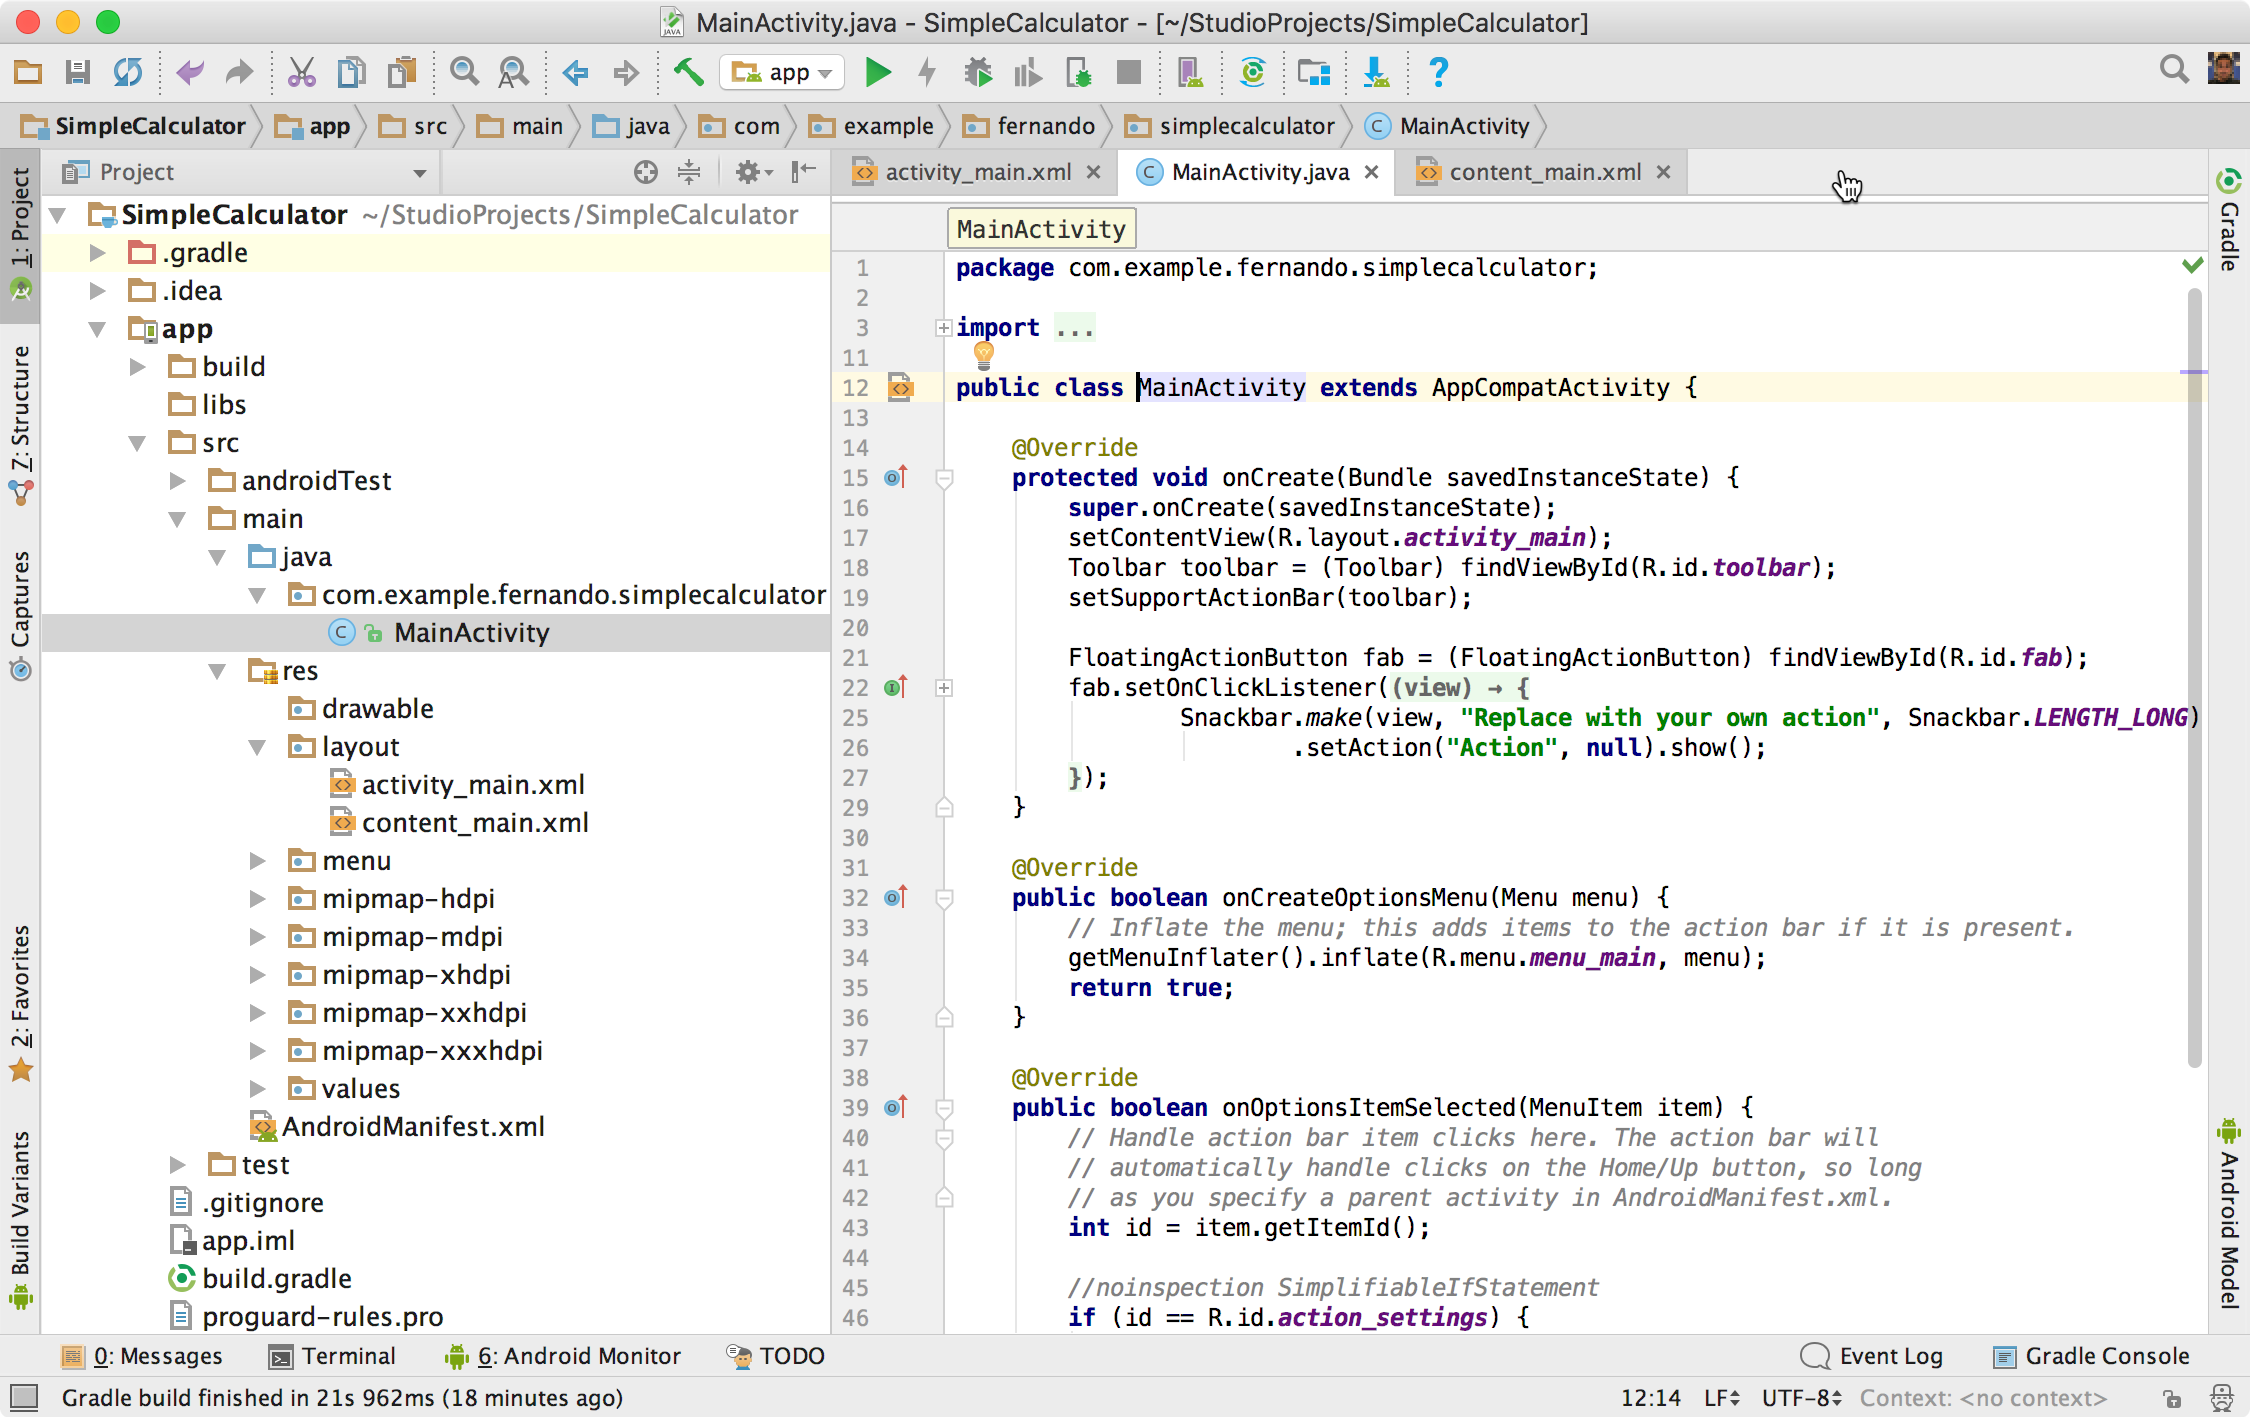 MainActivity.java - SimpleCalculator - [~/StudioProjects/SimpleCalculator]
app
SimpleCalculator app src main java com example fernando simplecalculator MainActivity
Project
activity_main.xml MainActivity.java content_main.xml
1: Project
7: Structure
Captures
2: Favorites
Build Variants
SimpleCalculator ~/StudioProjects/SimpleCalculator
.gradle
.idea
app
build
libs
src
androidTest
main
java
com.example.fernando.simplecalculator
MainActivity
res
drawable
layout
activity_main.xml
content_main.xml
menu
mipmap-hdpi
mipmap-mdpi
mipmap-xhdpi
mipmap-xxhdpi
mipmap-xxxhdpi
values
AndroidManifest.xml
test
.gitignore
app.iml
build.gradle
proguard-rules.pro
MainActivity
1 package com.example.fernando.simplecalculator;
2
3 import ...
11
12 public class MainActivity extends AppCompatActivity {
13
14 @Override
15 protected void onCreate(Bundle savedInstanceState) {
16 super.onCreate(savedInstanceState);
17 setContentView(R.layout.activity_main);
18 Toolbar toolbar = (Toolbar) findViewById(R.id.toolbar);
19 setSupportActionBar(toolbar);
20
21 FloatingActionButton fab = (FloatingActionButton) findViewById(R.id.fab);
22 fab.setOnClickListener((view) → {
25 Snackbar.make(view, "Replace with your own action", Snackbar.LENGTH_LONG)
26 .setAction("Action", null).show();
27 });
29 }
30
31 @Override
32 public boolean onCreateOptionsMenu(Menu menu) {
33 // Inflate the menu; this adds items to the action bar if it is present.
34 getMenuInflater().inflate(R.menu.menu_main, menu);
35 return true;
36 }
37
38 @Override
39 public boolean onOptionsItemSelected(MenuItem item) {
40 // Handle action bar item clicks here. The action bar will
41 // automatically handle clicks on the Home/Up button, so long
42 // as you specify a parent activity in AndroidManifest.xml.
43 int id = item.getItemId();
44
45 //noinspection SimplifiableIfStatement
46 if (id == R.id.action_settings) {
Gradle
Android Model
0: Messages Terminal 6: Android Monitor TODO Event Log Gradle Console
Gradle build finished in 21s 962ms (18 minutes ago) 12:14 LF UTF-8 Context: <no context>